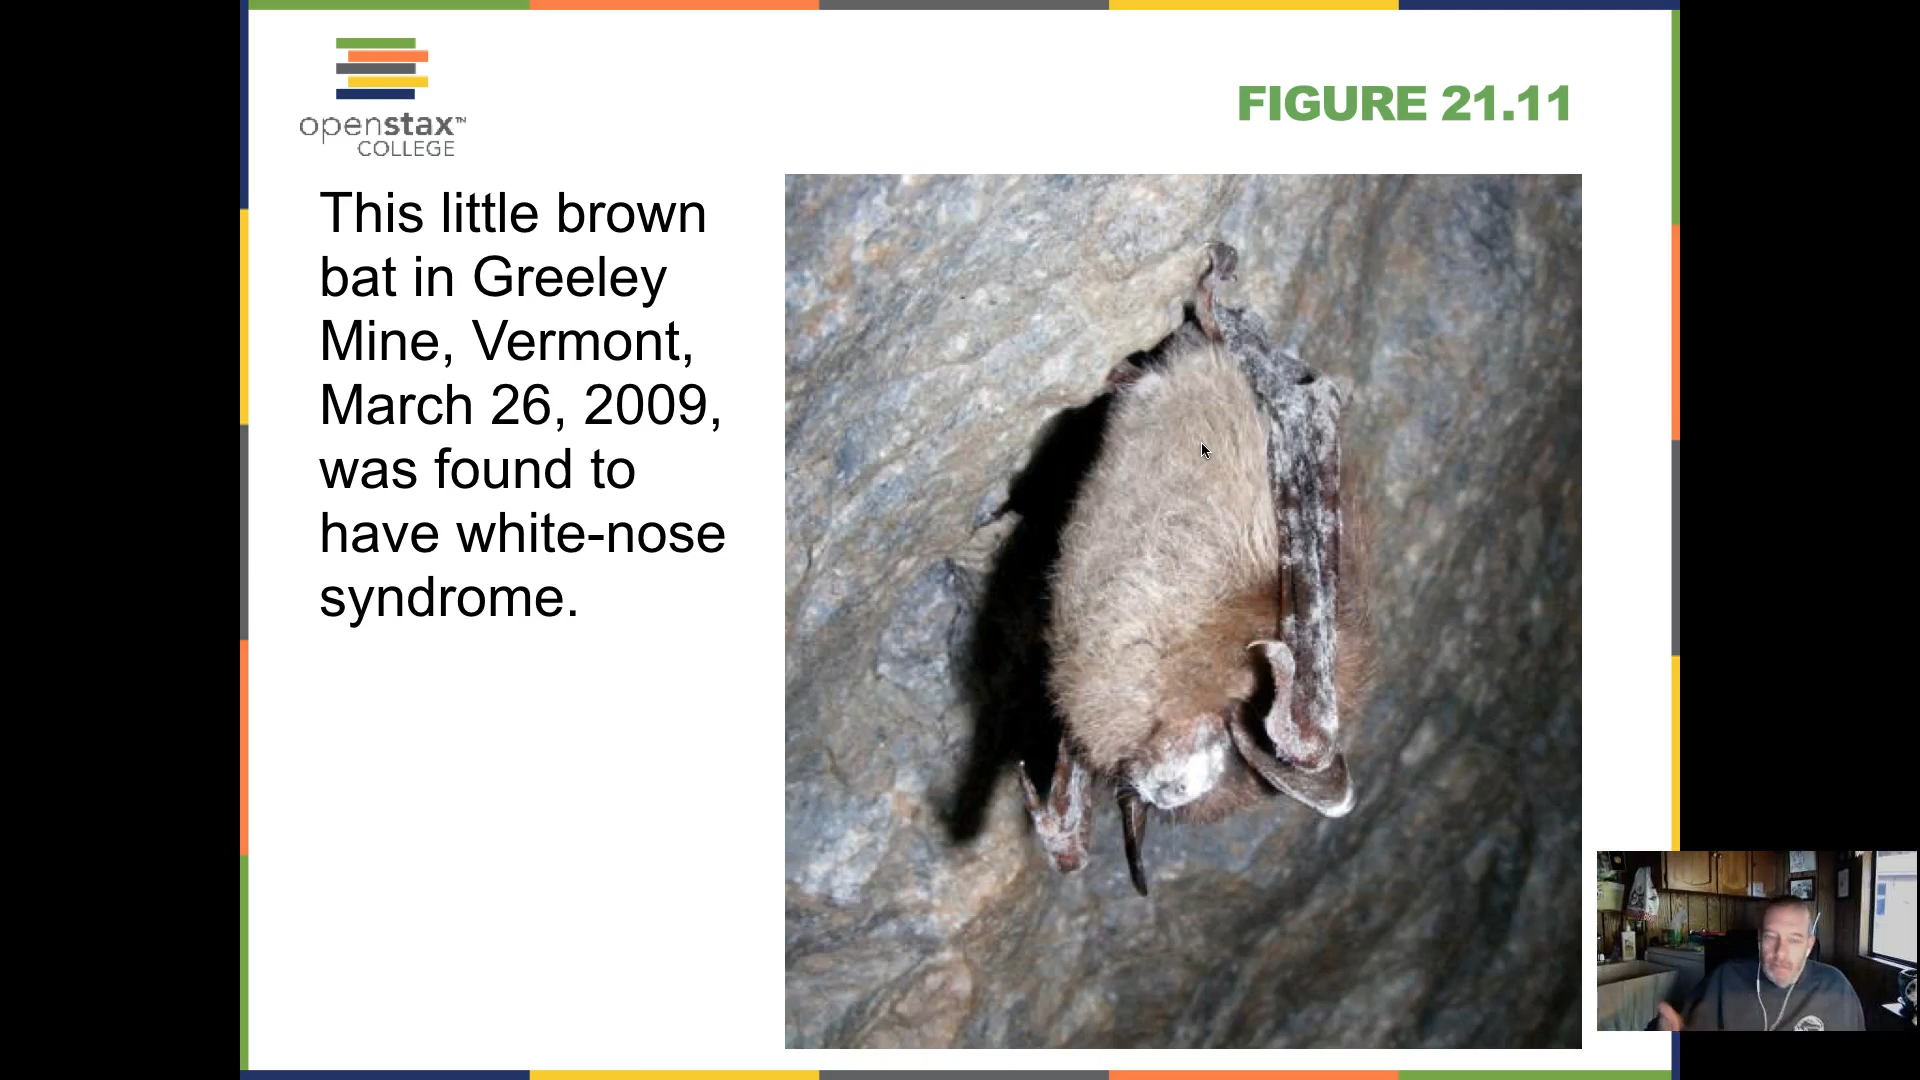 openstax™
COLLEGE
FIGURE 21.11
This little brown
bat in Greeley
Mine, Vermont,
March 26, 2009,
was found to
have white-nose
syndrome.